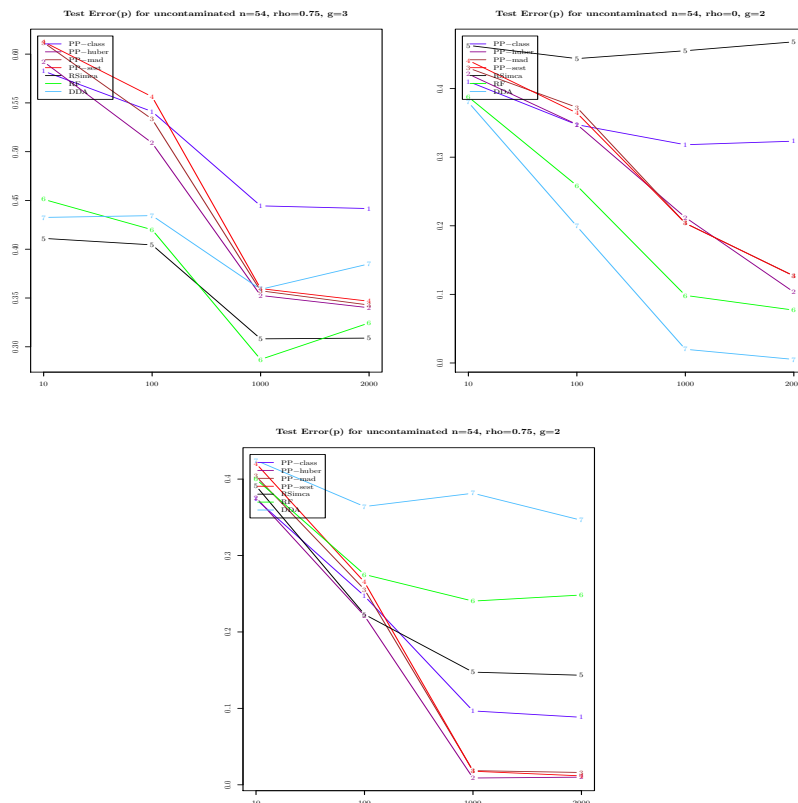 Test Error(p) for uncontaminated n=54, rho=0.75, g=3
PP−class
PP−huber
PP−mad
PP−sest
RSimca
RF
DDA
0.60
0.55
0.50
0.45
0.40
0.35
0.30
10
100
1000
2000
Test Error(p) for uncontaminated n=54, rho=0, g=2
PP−class
PP−huber
PP−mad
PP−sest
RSimca
RF
DDA
0.4
0.3
0.2
0.1
0.0
10
100
1000
200
Test Error(p) for uncontaminated n=54, rho=0.75, g=2
PP−class
PP−huber
PP−mad
PP−sest
RSimca
RF
DDA
0.4
0.3
0.2
0.1
0.0
10
100
1000
2000